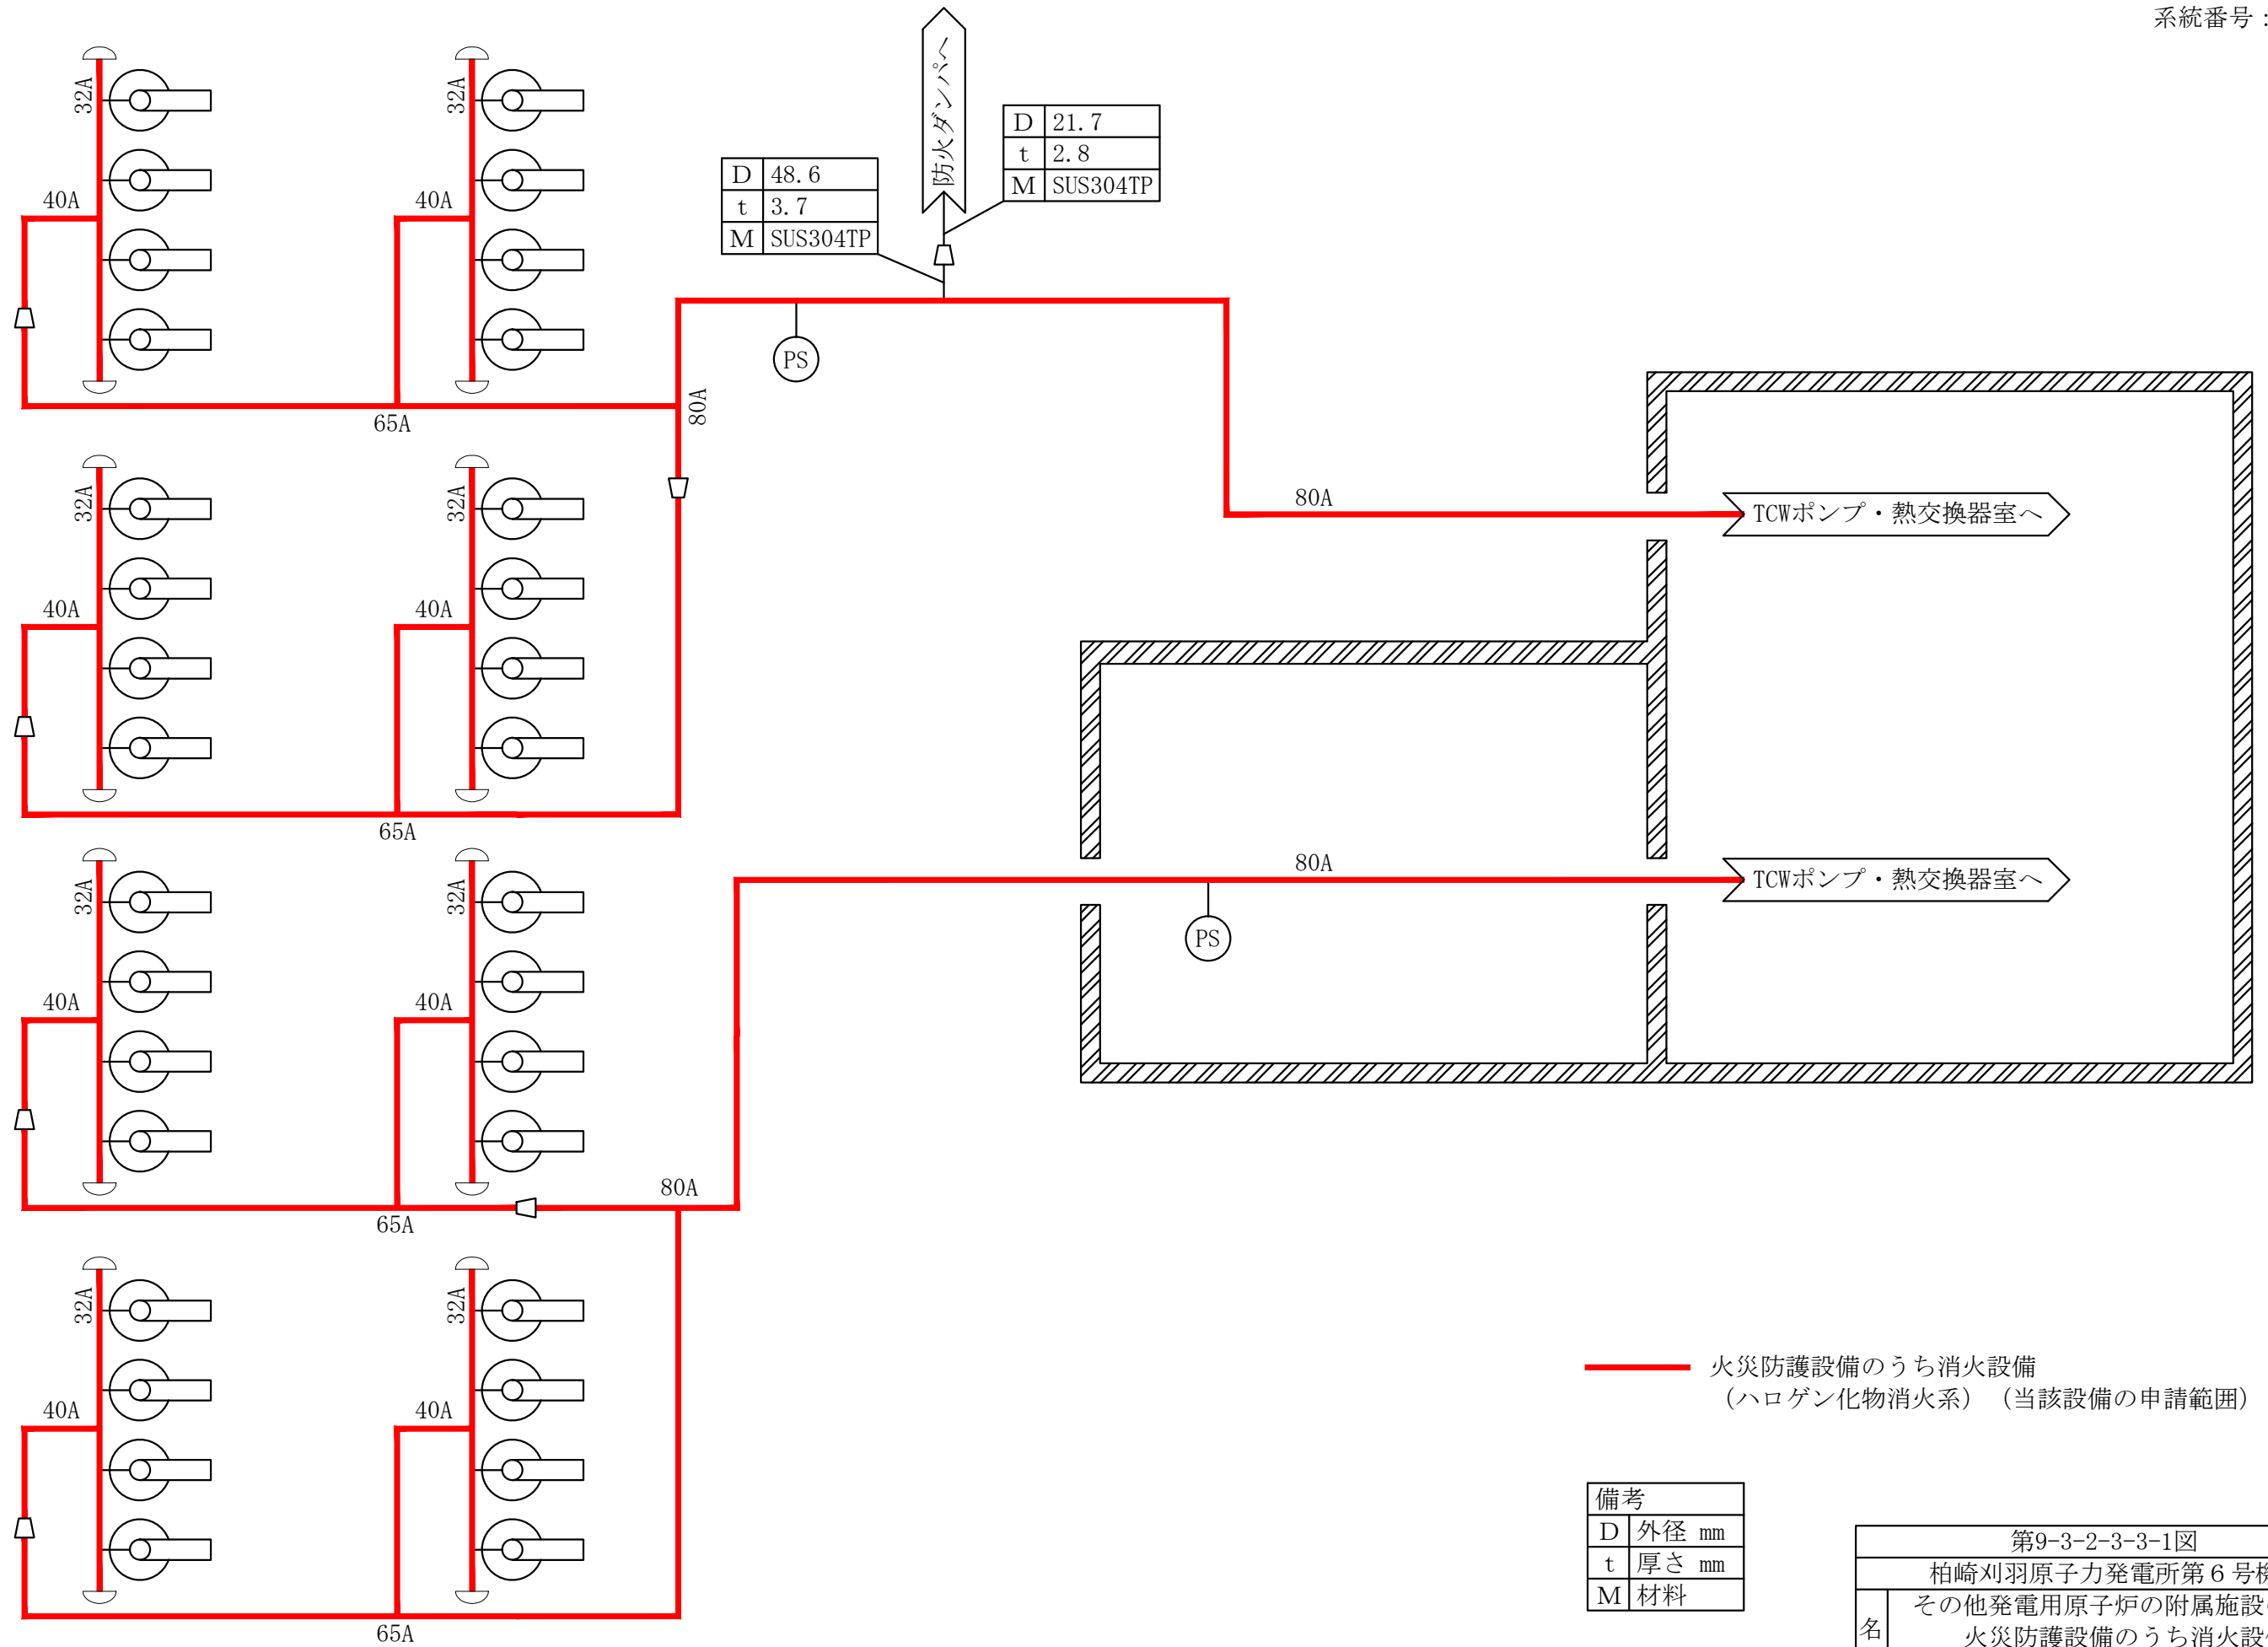 系統番号：
防火ダンパへ
D 21.7
t 2.8
M SUS304TP
D 48.6
t 3.7
M SUS304TP
32A
32A
40A
40A
PS
65A
80A
32A
32A
80A
TCWポンプ・熱交換器室へ
40A
40A
65A
32A
32A
80A
TCWポンプ・熱交換器室へ
PS
40A
40A
80A
65A
32A
32A
40A
40A
65A
火災防護設備のうち消火設備
（ハロゲン化物消火系）（当該設備の申請範囲）
備考
D 外径 mm
t 厚さ mm
M 材料
第9-3-2-3-3-1図
柏崎刈羽原子力発電所第６号機
名
その他発電用原子炉の附属施設
火災防護設備のうち消火設